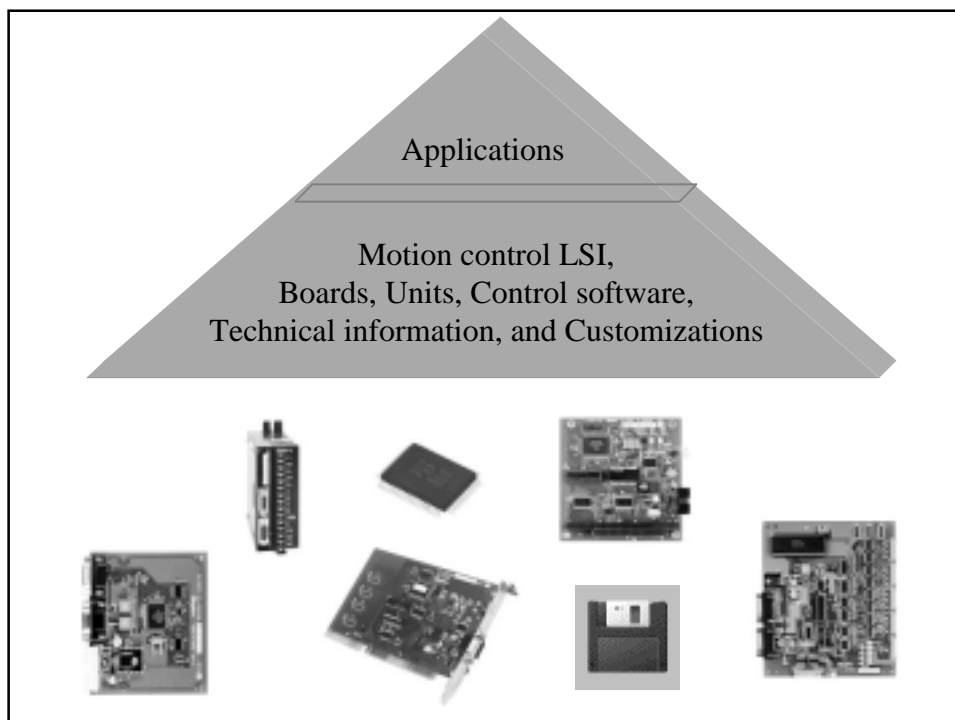 Applications
Motion control LSI,
Boards, Units, Control software,
Technical information, and Customizations